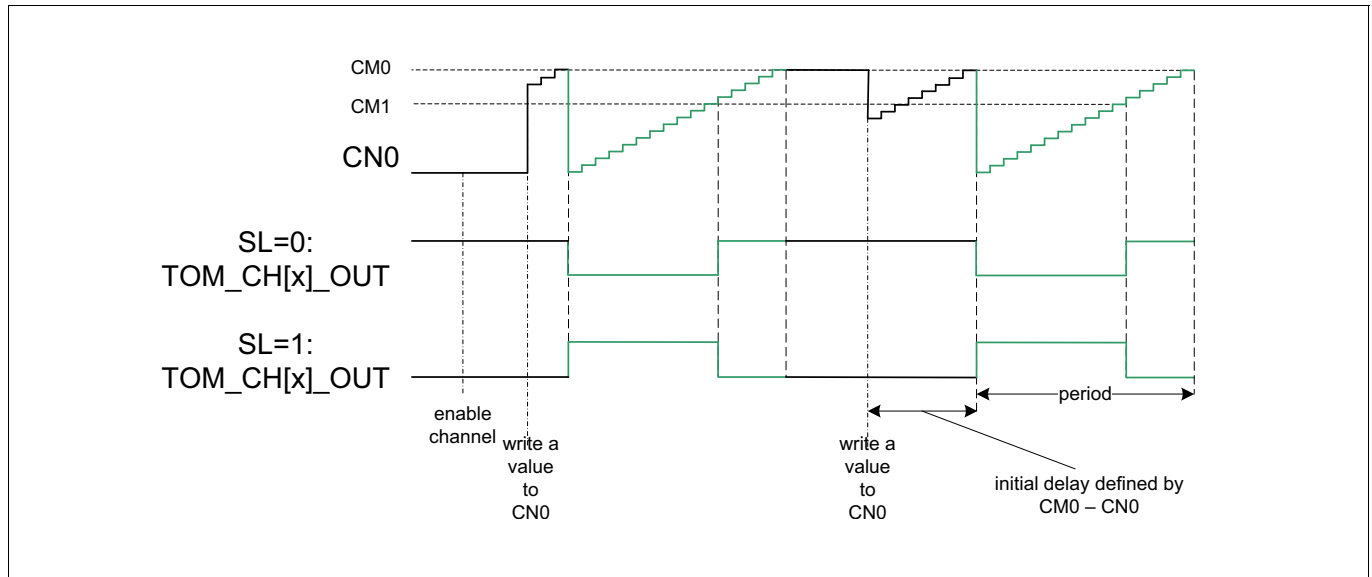 CM0
CM1
CN0
SL=0:
TOM_CH[x]_OUT
SL=1:
TOM_CH[x]_OUT
period
enable
channel
write a
value
to
CN0
write a
value
to
CN0
initial delay defined by
CM0 – CN0